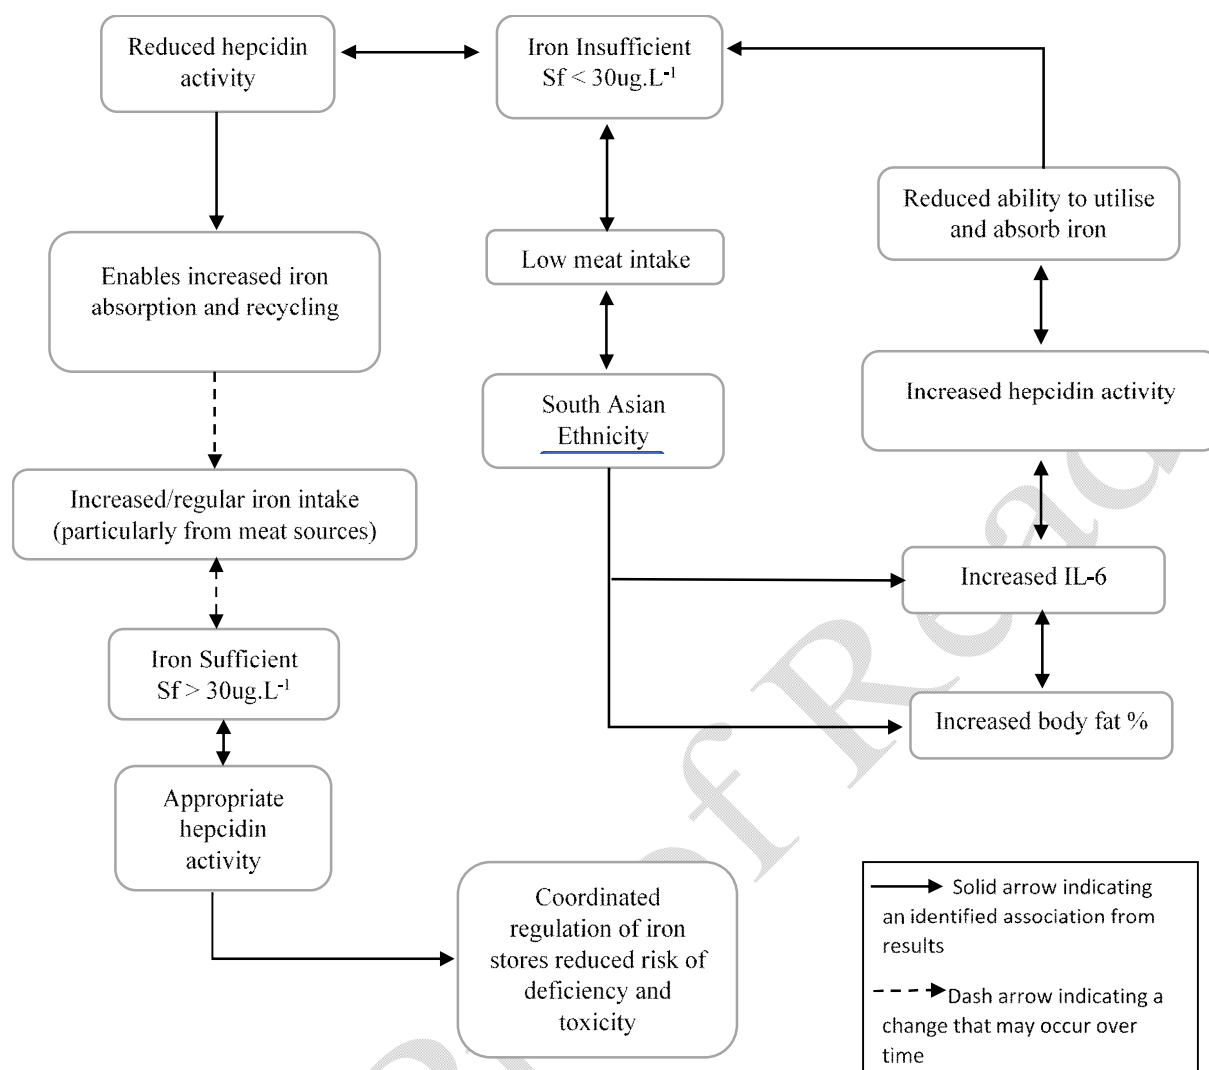 Reduced hepcidin
activity
Iron Insufficient
Sf < 30ug.L⁻¹
Reduced ability to utilise
and absorb iron
Enables increased iron
absorption and recycling
Low meat intake
Increased hepcidin activity
South Asian
Ethnicity
Increased/regular iron intake
(particularly from meat sources)
Increased IL-6
Iron Sufficient
Sf > 30ug.L⁻¹
Increased body fat %
Appropriate
hepcidin
activity
Coordinated
regulation of iron
stores reduced risk of
deficiency and
toxicity
Solid arrow indicating
an identified association from
results
Dash arrow indicating a
change that may occur over
time
of Read